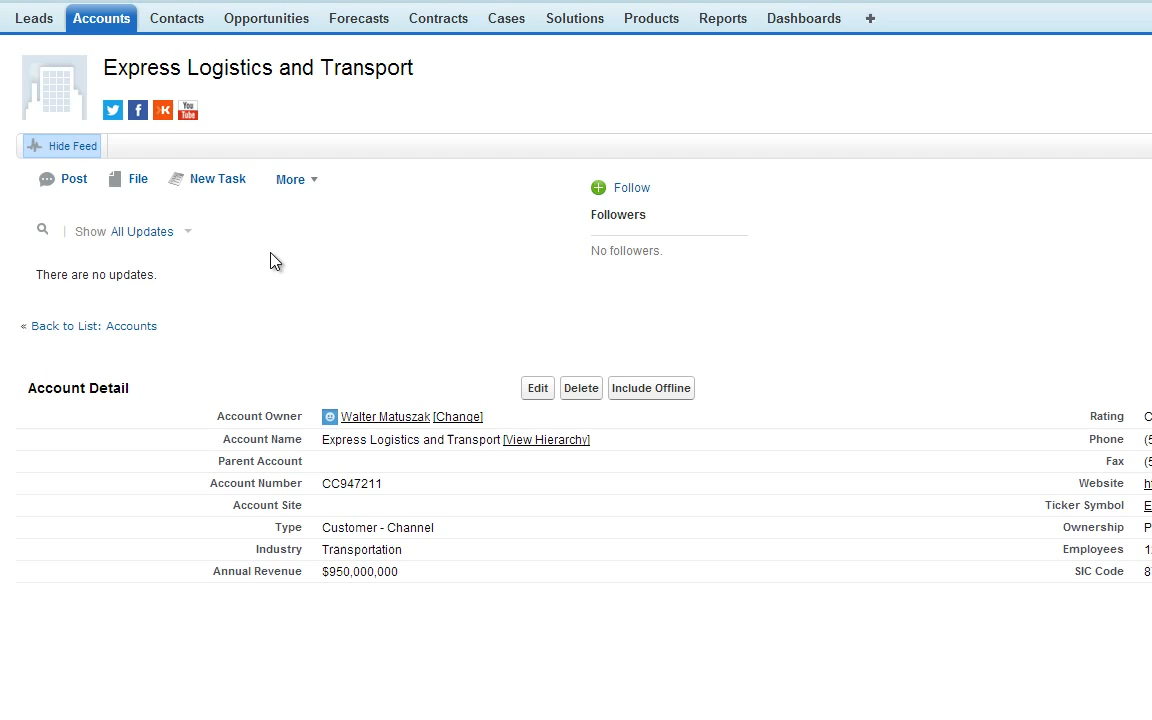 Leads Accounts Contacts Opportunities Forecasts Contracts Cases Solutions Products Reports Dashboards +
Express Logistics and Transport
f K You Tube
Hide Feed
Post File New Task More
Follow
Followers
No followers.
| Show All Updates
There are no updates.
« Back to List: Accounts
Account Detail Edit Delete Include Offline
Account Owner Walter Matuszak [Change] Rating
Account Name Express Logistics and Transport [View Hierarchy] Phone
Parent Account Fax
Account Number CC947211 Website
Account Site Ticker Symbol
Type Customer - Channel Ownership
Industry Transportation Employees
Annual Revenue $950,000,000 SIC Code